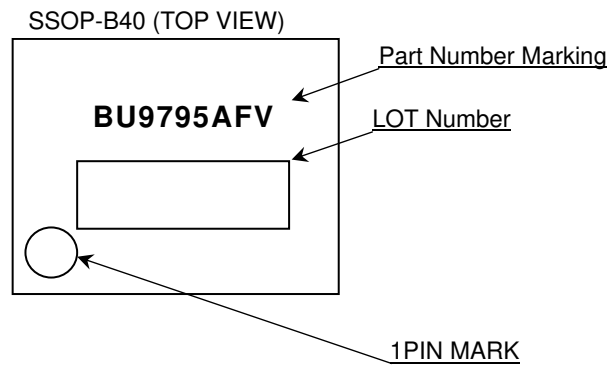 SSOP-B40 (TOP VIEW)
Part Number Marking
BU9795AFV
LOT Number
1PIN MARK